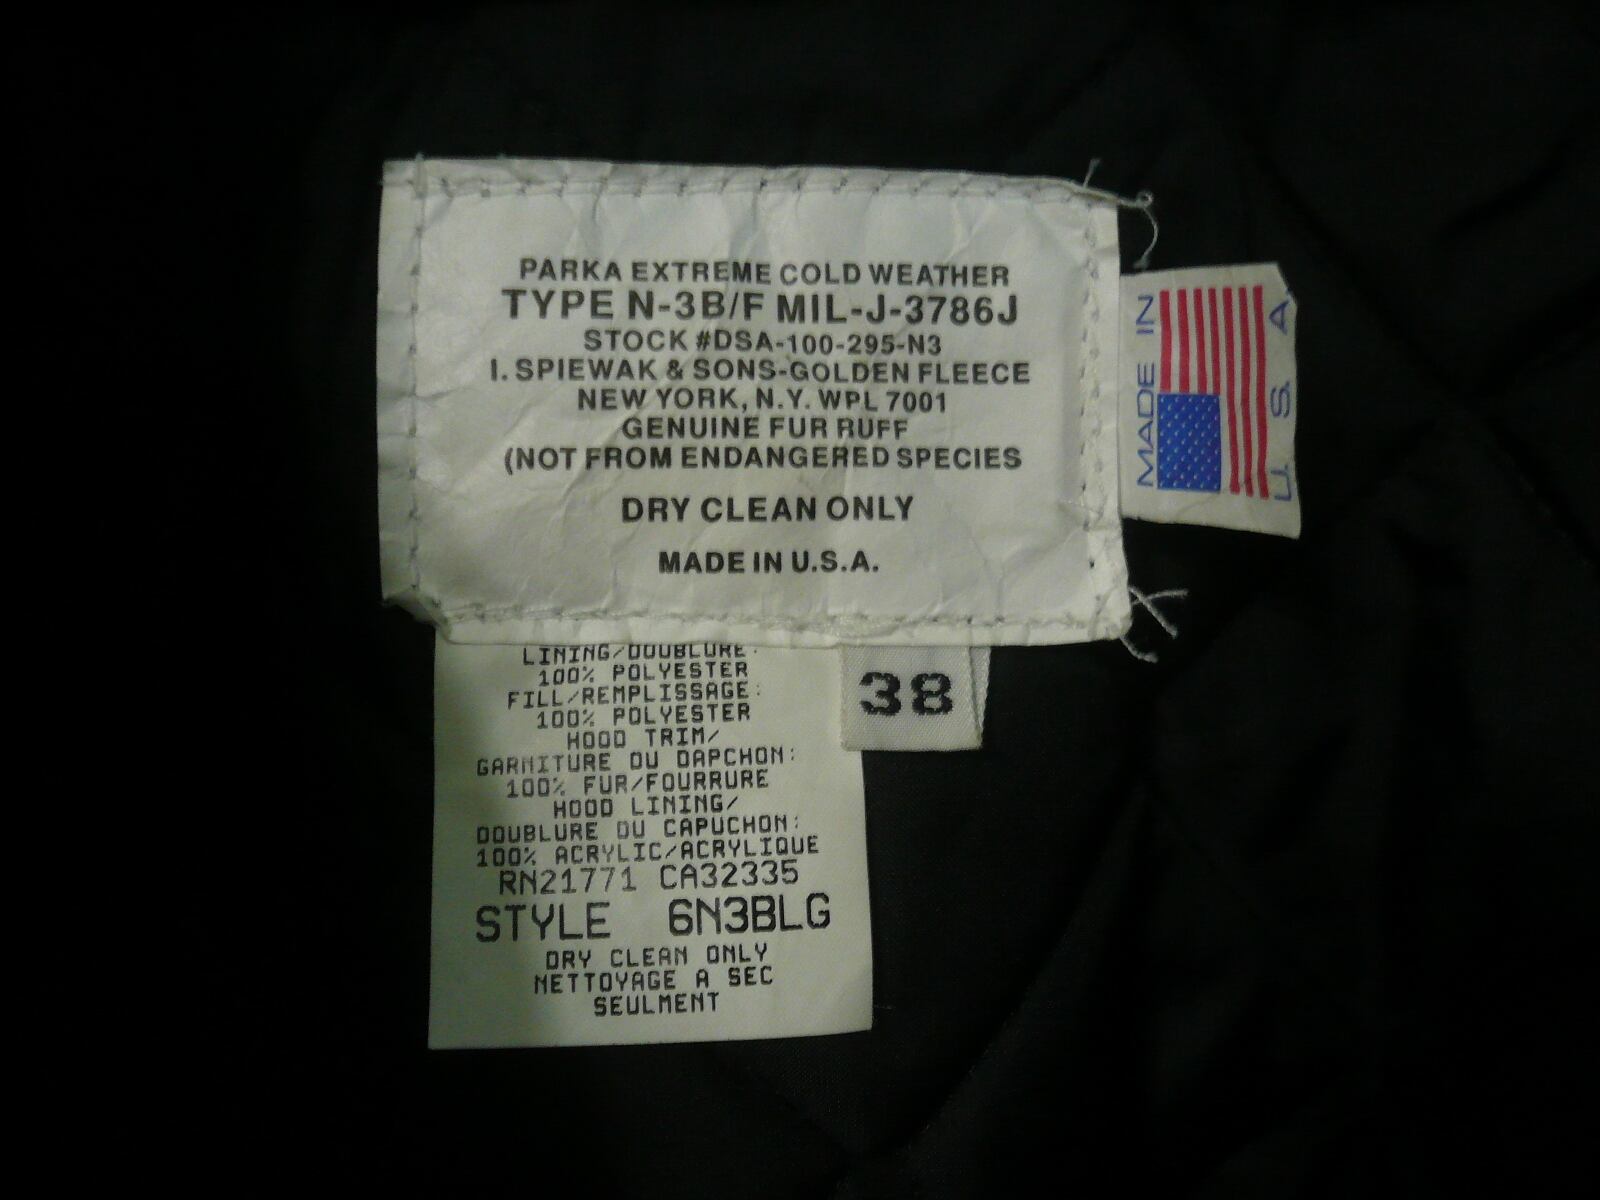 PARKA EXTREME COLD WEATHER
TYPE N-3B/F MIL-J-3786J
STOCK #DSA-100-295-N3
I. SPIEWAK & SONS-GOLDEN FLEECE
NEW YORK, N.Y. WPL 7001
GENUINE FUR RUFF
(NOT FROM ENDANGERED SPECIES
DRY CLEAN ONLY
MADE IN U.S.A.
MADE IN
U. S. A
38
LINING/DOUBLURE:
100% POLYESTER
FILL/REMPLISSAGE:
100% POLYESTER
HOOD TRIM/
GARNITURE DU DAPCHON:
100% FUR/FOURRURE
HOOD LINING/
DOUBLURE DU CAPUCHON:
100% ACRYLIC/ACRYLIQUE
RN21771 CA32335
STYLE 6N3BLG
DRY CLEAN ONLY
NETTOYAGE A SEC
SEULMENT